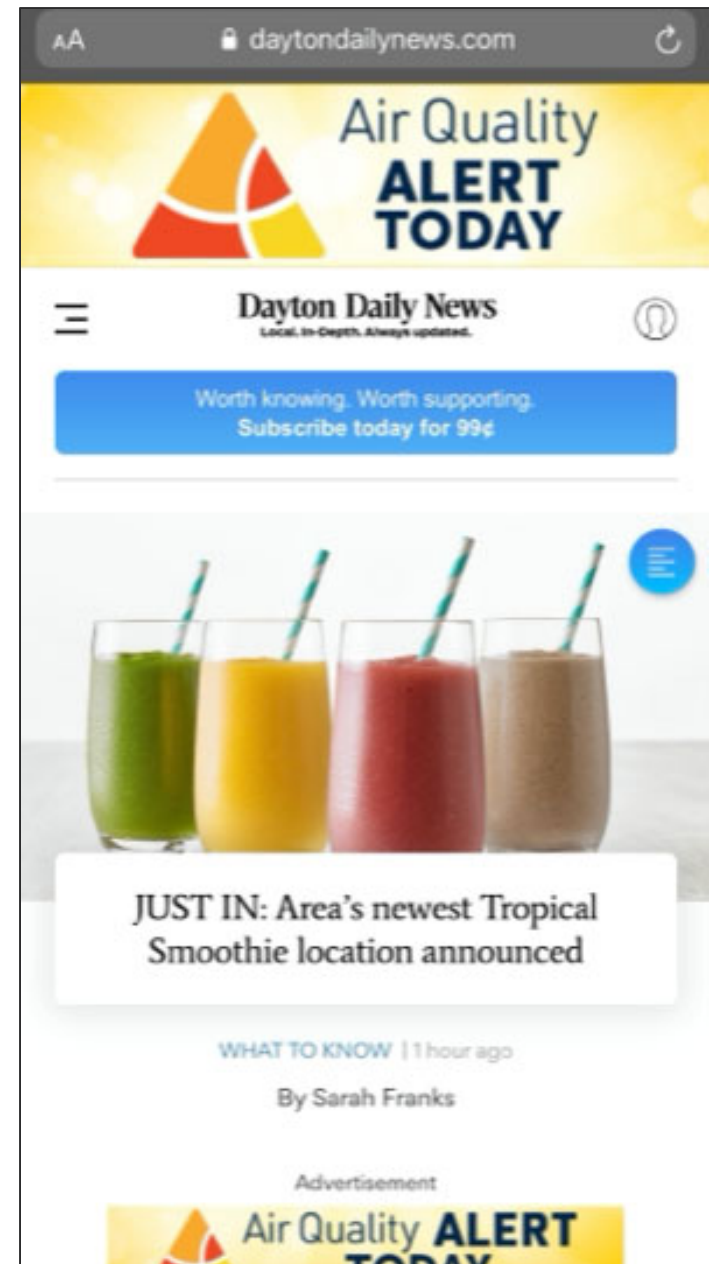 AA daytondailynews.com
Air Quality
ALERT
TODAY
Dayton Daily News
Local. In-Depth. Always updated.
Worth knowing. Worth supporting.
Subscribe today for 99¢
JUST IN: Area's newest Tropical
Smoothie location announced
WHAT TO KNOW | 1 hour ago
By Sarah Franks
Advertisement
Air Quality ALERT
TODAY